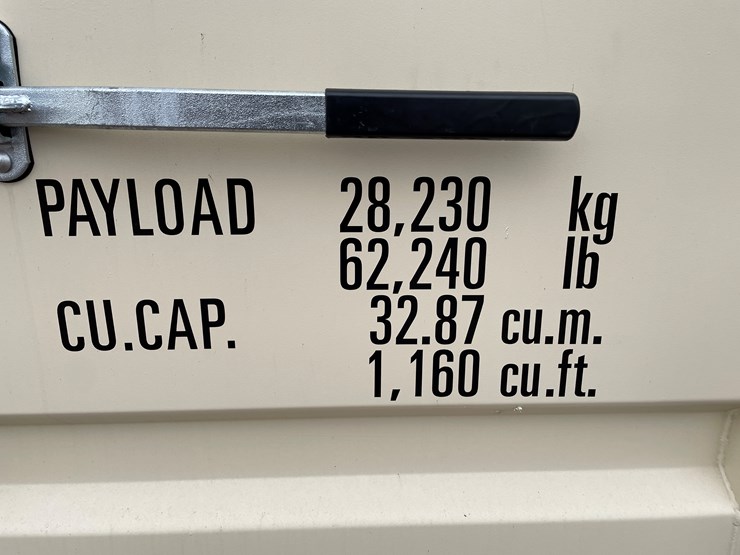 PAYLOAD 28,230 kg
62,240 lb
CU.CAP. 32.87 cu.m.
1,160 cu.ft.